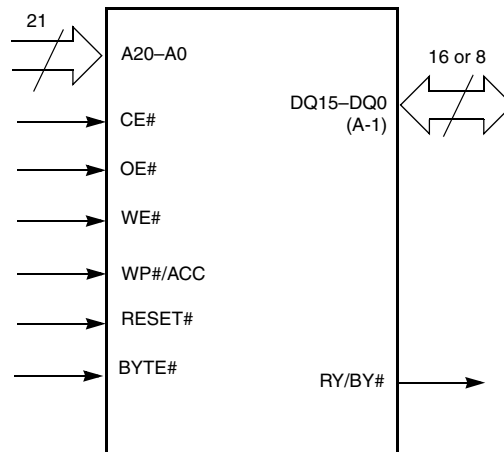 21
A20–A0
16 or 8
CE#
DQ15–DQ0
(A-1)
OE#
WE#
WP#/ACC
RESET#
BYTE#
RY/BY#